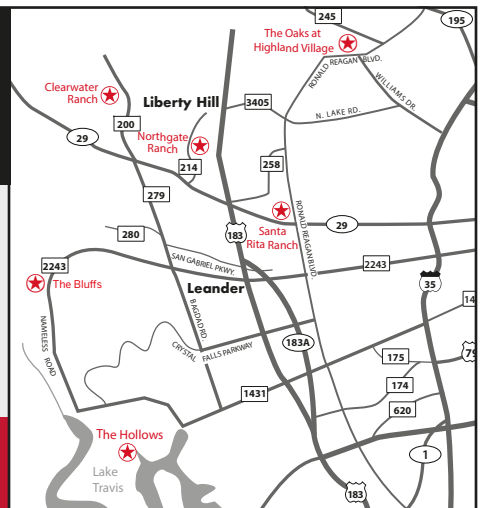 245
195
The Oaks at
Highland Village
RONALD REAGAN BLVD.
WILLIAMS DR.
Clearwater
Ranch
Liberty Hill
3405
N. LAKE RD.
200
29
Northgate
Ranch
214
258
279
Santa
Rita Ranch
RONALD REAGAN BLVD.
29
280
183
SAN GABRIEL PKWY.
2243
2243
The Bluffs
Leander
35
14
NAMELESS ROAD
BAGDAD RD.
CRYSTAL FALLS PARKWAY
183A
175
79
174
1431
620
The Hollows
Lake
Travis
1
183